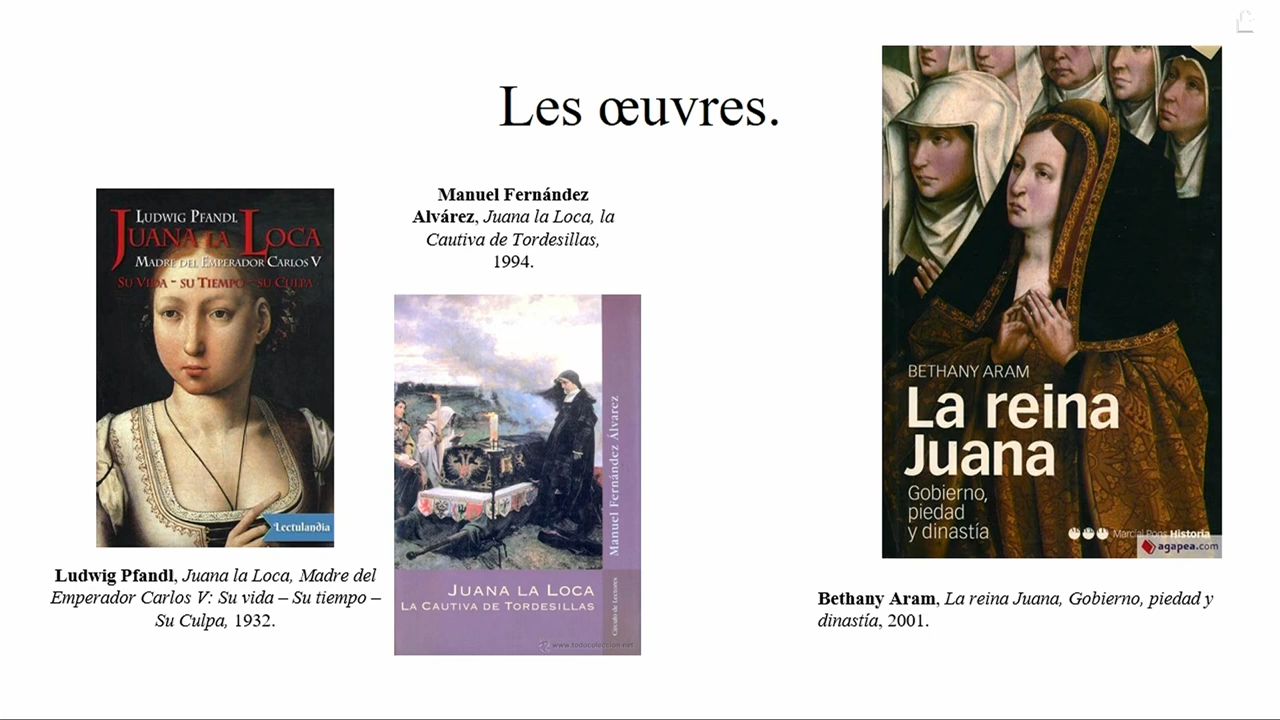 Les œuvres.
LUDWIG PFANDL
JUANA LA LOCA
MADRE DEL EMPERADOR CARLOS V
SU VIDA - SU TIEMPO - SU CULPA
Lectulandia
Ludwig Pfandl, Juana la Loca, Madre del
Emperador Carlos V: Su vida – Su tiempo –
Su Culpa, 1932.
Manuel Fernández
Alvárez, Juana la Loca, la
Cautiva de Tordesillas,
1994.
Manuel Fernández Álvarez
JUANA LA LOCA
LA CAUTIVA DE TORDESILLAS
Círculo de Lectores
www.todocoleccion.net
BETHANY ARAM
La reina
Juana
Gobierno,
piedad
y dinastía
Marcial Pons Historia
agapea.com
Bethany Aram, La reina Juana, Gobierno, piedad y
dinastía, 2001.